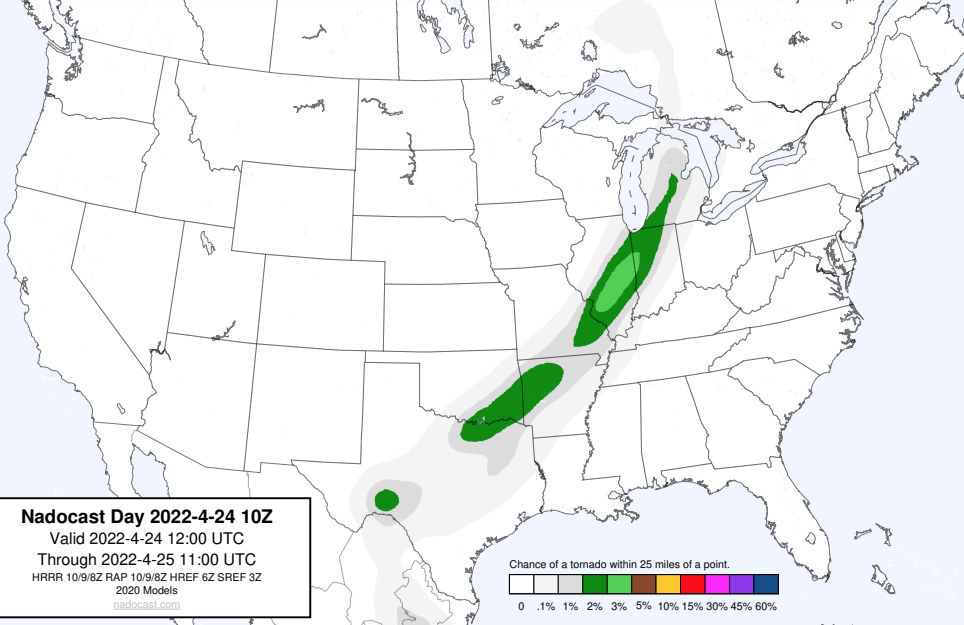 Nadocast Day 2022-4-24 10Z
Valid 2022-4-24 12:00 UTC
Through 2022-4-25 11:00 UTC
HRRR 10/9/8Z RAP 10/9/8Z HREF 6Z SREF 3Z
2020 Models
nadocast.com
Chance of a tornado within 25 miles of a point.
0 .1% 1% 2% 3% 5% 10% 15% 30% 45% 60%